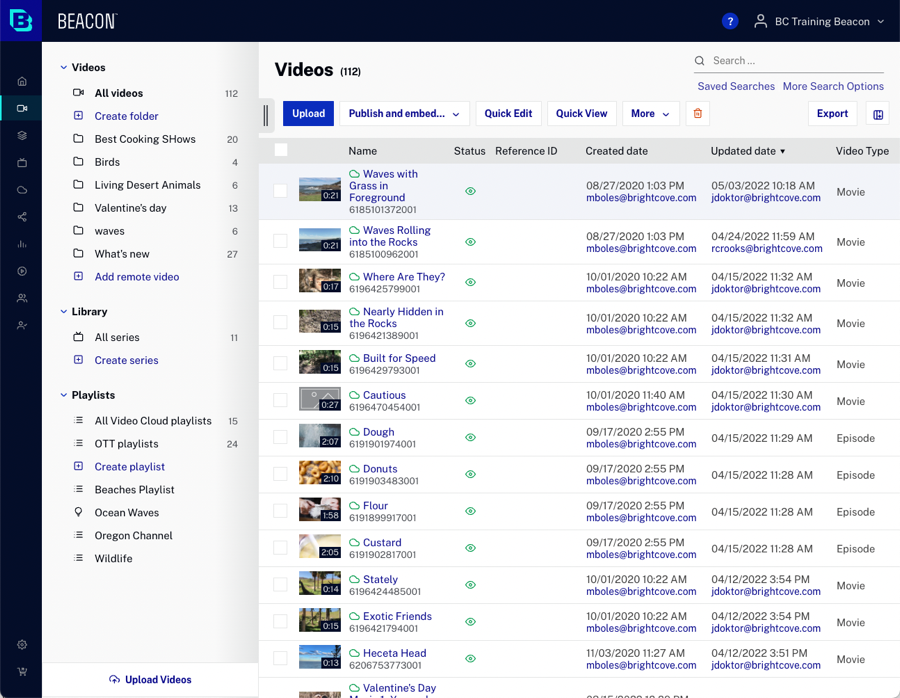 BEACON
?
BC Training Beacon
Videos
All videos 112
Create folder
Best Cooking SHows 20
Birds 4
Living Desert Animals 6
Valentine's day 13
waves 6
What's new 27
Add remote video
Library
All series 11
Create series
Playlists
All Video Cloud playlists 15
OTT playlists 24
Create playlist
Beaches Playlist
Ocean Waves
Oregon Channel
Wildlife
Upload Videos
Videos (112)
Search ...
Saved Searches More Search Options
Upload Publish and embed... Quick Edit Quick View More Export
Name Status Reference ID Created date Updated date Video Type
0:21
Waves with
Grass in
Foreground
6185101372001
08/27/2020 1:03 PM
mboles@brightcove.com
05/03/2022 10:18 AM
jdoktor@brightcove.com
Movie
0:21
Waves Rolling
into the Rocks
6185100962001
08/27/2020 1:03 PM
mboles@brightcove.com
04/24/2022 11:59 AM
rcrooks@brightcove.com
Movie
0:17
Where Are They?
6196425799001
10/01/2020 10:22 AM
mboles@brightcove.com
04/15/2022 11:32 AM
jdoktor@brightcove.com
Movie
0:15
Nearly Hidden in
the Rocks
6196421389001
10/01/2020 10:22 AM
mboles@brightcove.com
04/15/2022 11:32 AM
jdoktor@brightcove.com
Movie
0:15
Built for Speed
6196429793001
10/01/2020 10:22 AM
mboles@brightcove.com
04/15/2022 11:31 AM
jdoktor@brightcove.com
Movie
0:27
Cautious
6196470454001
10/01/2020 11:40 AM
mboles@brightcove.com
04/15/2022 11:30 AM
jdoktor@brightcove.com
Movie
2:07
Dough
6191901974001
09/17/2020 2:55 PM
mboles@brightcove.com
04/15/2022 11:29 AM
Episode
2:10
Donuts
6191903483001
09/17/2020 2:55 PM
mboles@brightcove.com
04/15/2022 11:28 AM
Episode
1:58
Flour
6191899917001
09/17/2020 2:55 PM
mboles@brightcove.com
04/15/2022 11:28 AM
Episode
2:05
Custard
6191902817001
09/17/2020 2:55 PM
mboles@brightcove.com
04/15/2022 11:28 AM
Episode
0:14
Stately
6196424485001
10/01/2020 10:22 AM
mboles@brightcove.com
04/12/2022 3:54 PM
jdoktor@brightcove.com
Movie
0:15
Exotic Friends
6196421794001
10/01/2020 10:22 AM
mboles@brightcove.com
04/12/2022 3:54 PM
jdoktor@brightcove.com
Movie
0:13
Heceta Head
6206753773001
11/03/2020 11:27 AM
mboles@brightcove.com
04/12/2022 3:51 PM
jdoktor@brightcove.com
Movie
Valentine's Day